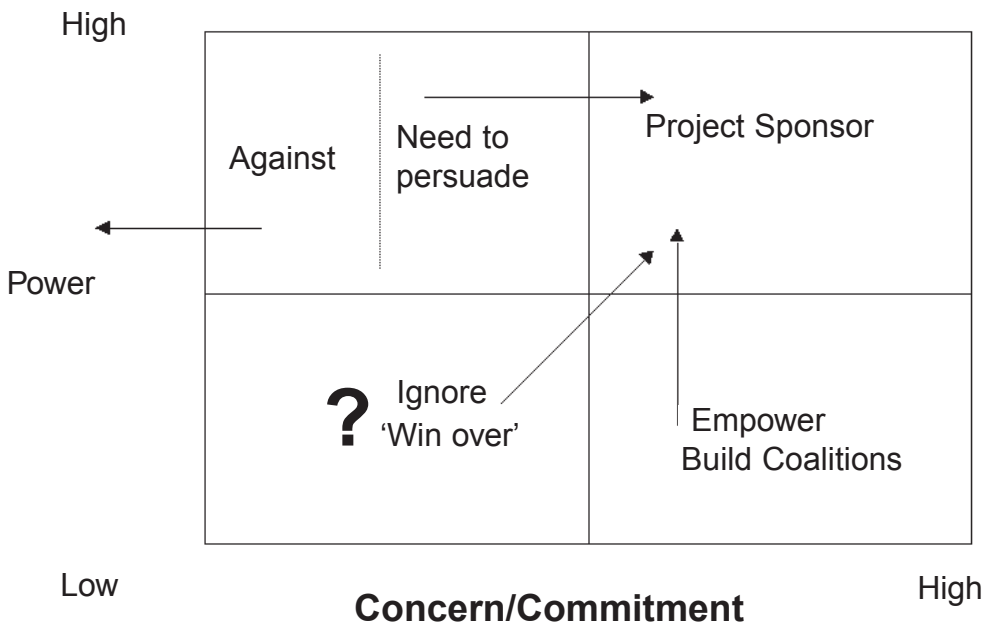 High
Against
Need to
persuade
Project Sponsor
Power
?
Ignore
‘Win over’
Empower
Build Coalitions
Low
High
Concern/Commitment